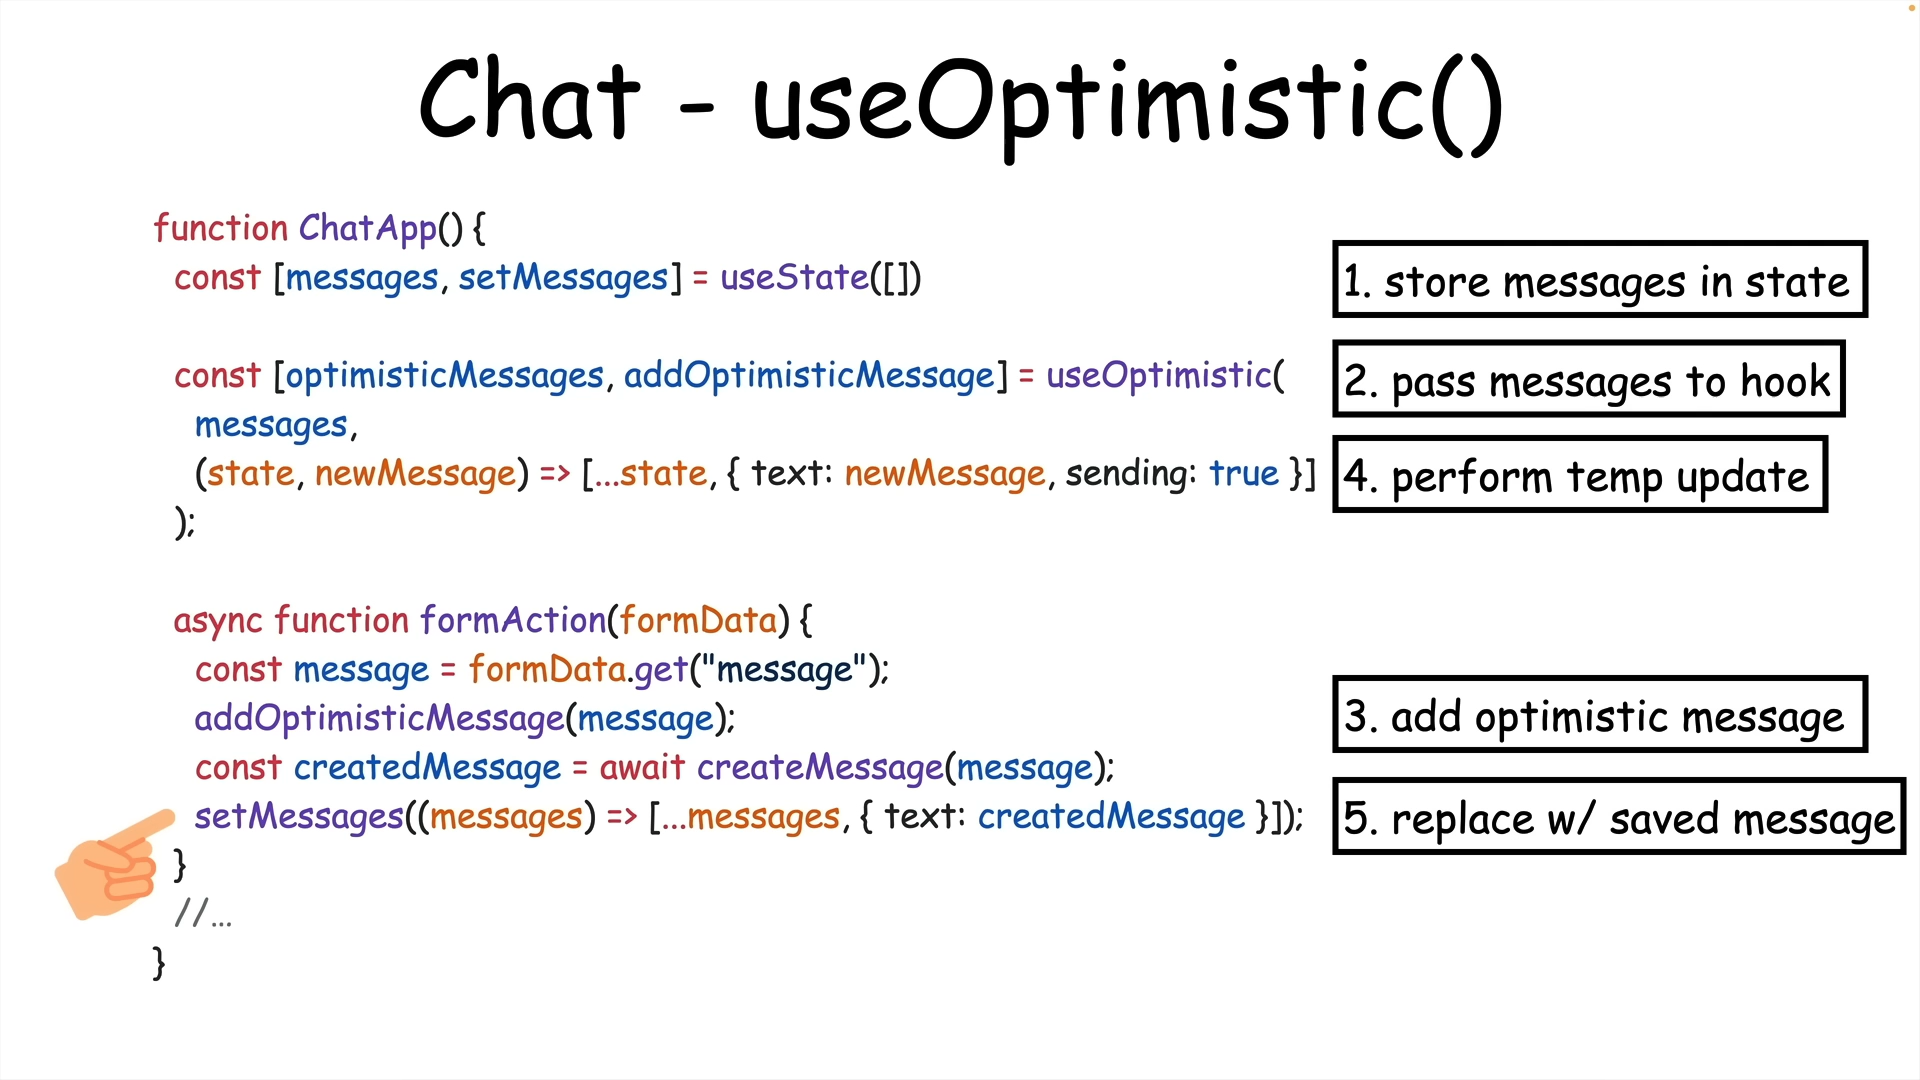 Chat - useOptimistic()
function ChatApp() {
const [messages, setMessages] = useState([])
1. store messages in state
const [optimisticMessages, addOptimisticMessage] = useOptimistic(
2. pass messages to hook
messages,
(state, newMessage) => [...state, { text: newMessage, sending: true }]
4. perform temp update
);
async function formAction(formData) {
const message = formData.get("message");
addOptimisticMessage(message);
3. add optimistic message
const createdMessage = await createMessage(message);
setMessages((messages) => [...messages, { text: createdMessage }]);
5. replace w/ saved message
}
//...
}